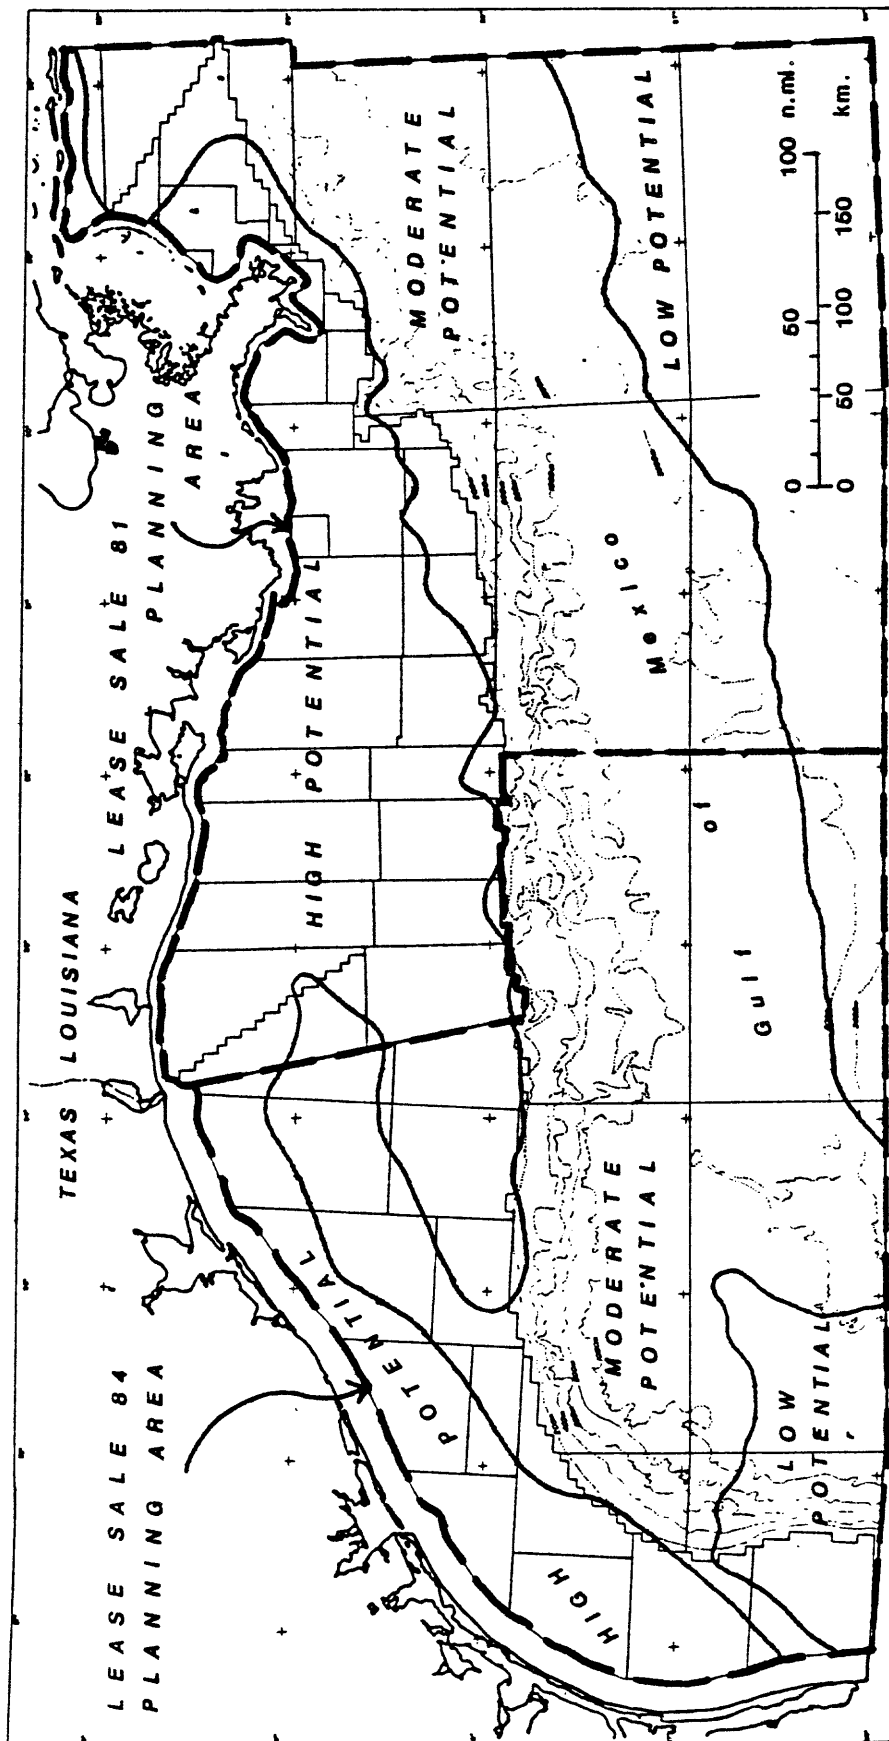 TEXAS
LOUISIANA
LEASE SALE 84
PLANNING AREA
LEASE SALE 81
PLANNING
AREA
HIGH
POTENTIAL
HIGH
POTENTIAL
MODERATE
POTENTIAL
MODERATE
POTENTIAL
LOW
POTENTIAL
LOW POTENTIAL
Gulf
of
Mexico
0 50 100 n.mi.
0 50 100 150 km.